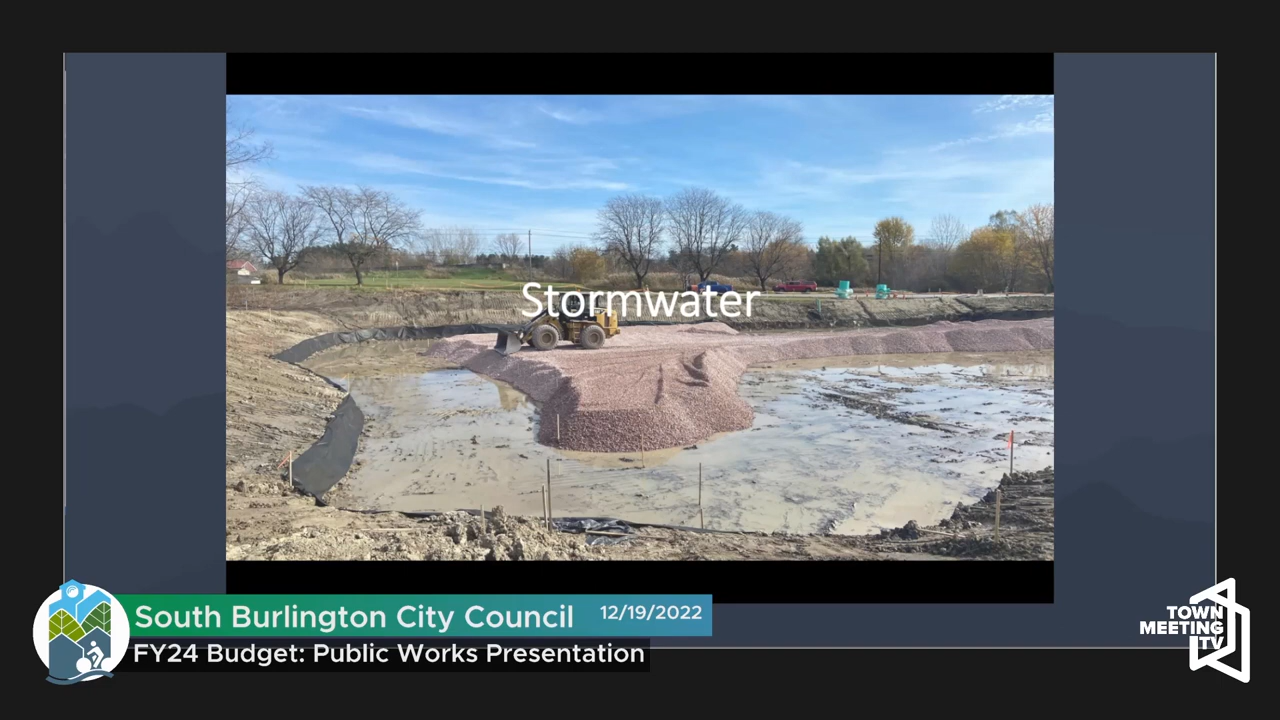 Stormwater
South Burlington City Council 12/19/2022
FY24 Budget: Public Works Presentation
TOWN
MEETING
TV